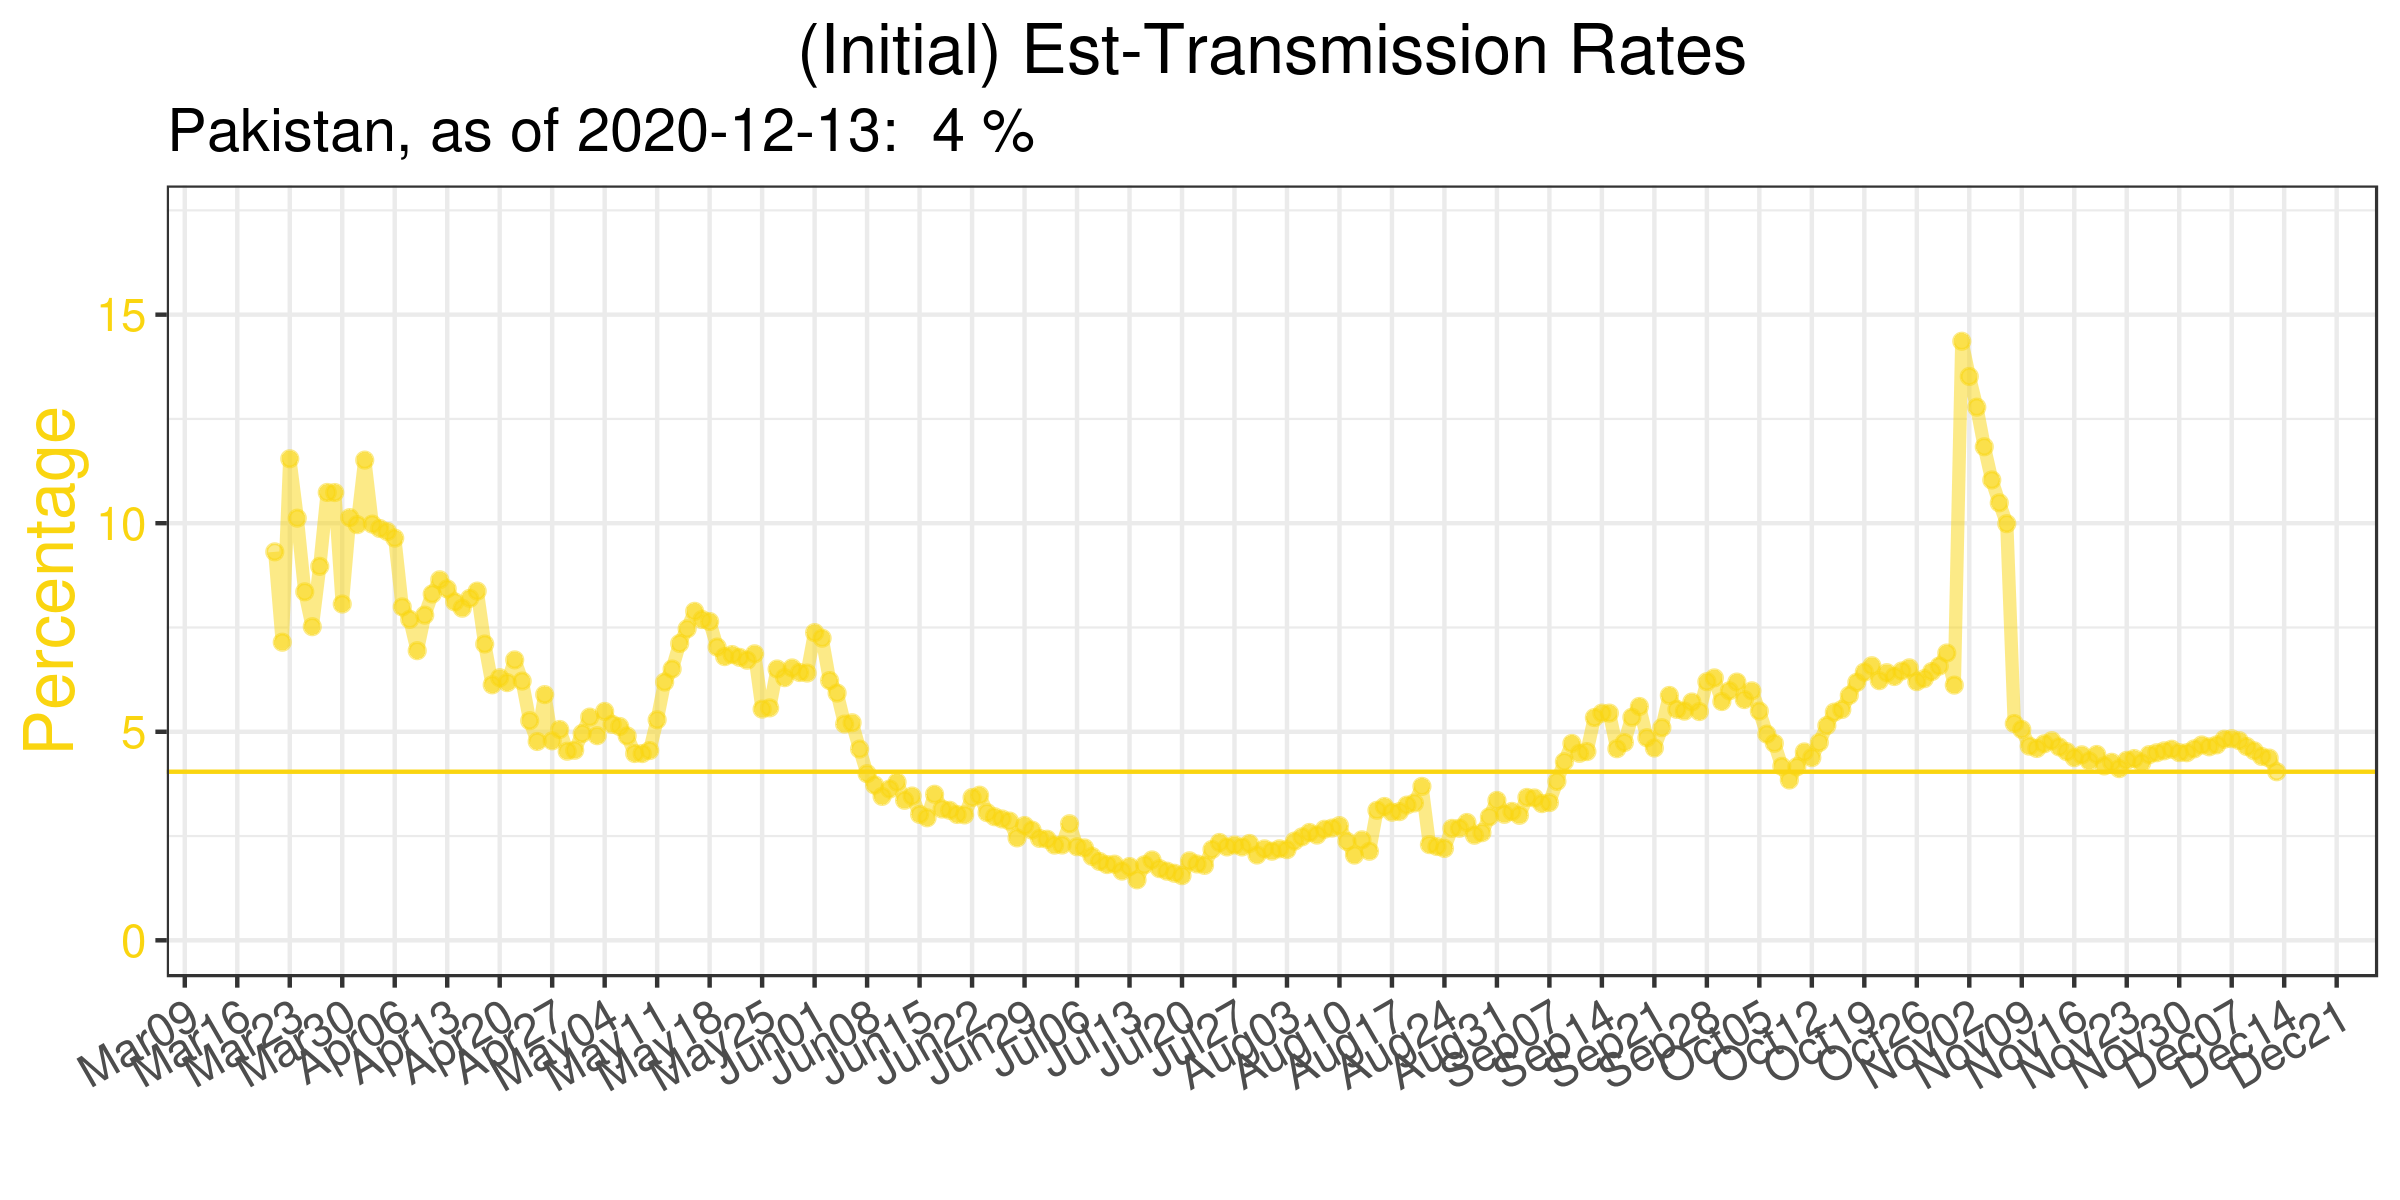 (Initial) Est-Transmission Rates
Pakistan, as of 2020-12-13:  4 %
Percentage
15
10
5
0
Mar09
Mar16
Mar23
Mar30
Apr06
Apr13
Apr20
Apr27
May04
May11
May18
May25
Jun01
Jun08
Jun15
Jun22
Jun29
Jul06
Jul13
Jul20
Jul27
Aug03
Aug10
Aug17
Aug24
Aug31
Sep07
Sep14
Sep21
Sep28
Oct05
Oct12
Oct19
Oct26
Nov02
Nov09
Nov16
Nov23
Nov30
Dec07
Dec14
Dec21